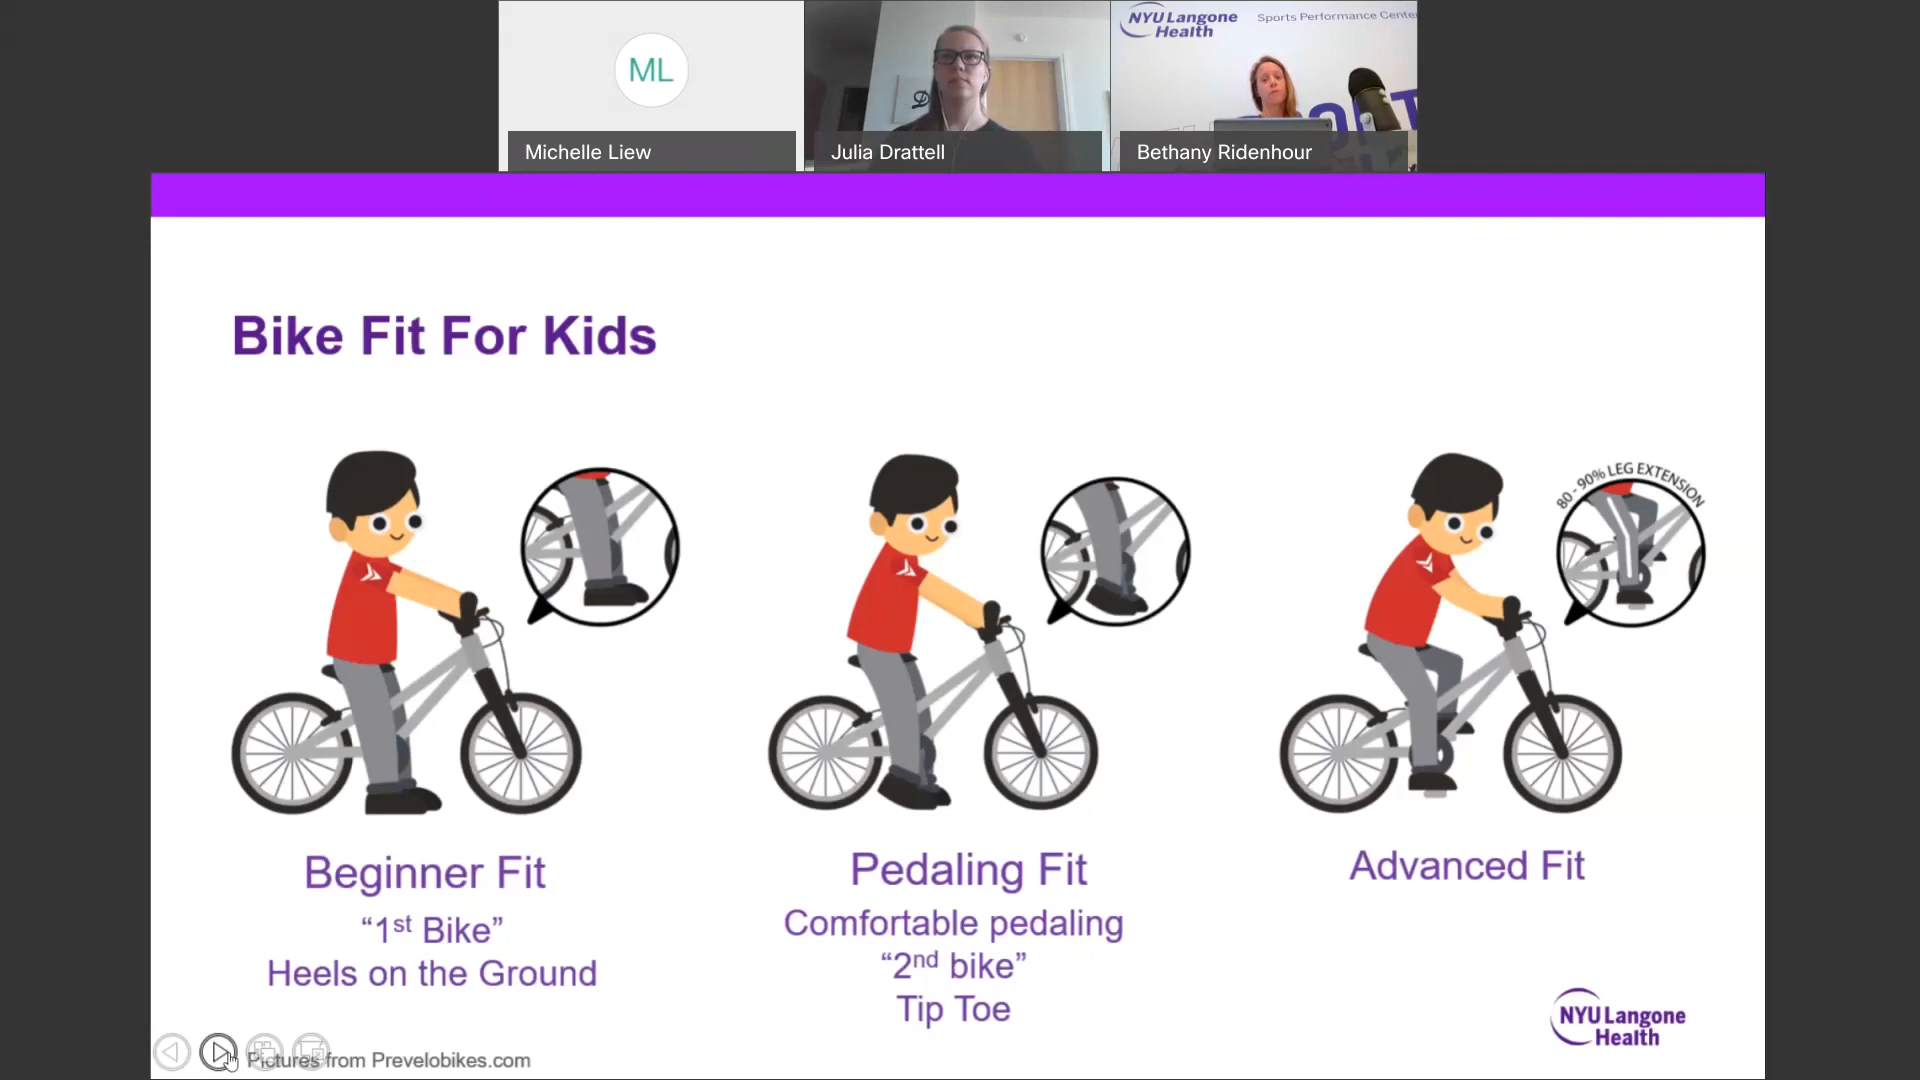 NYU Langone
Health
Sports Performance Cente
ML
Michelle Liew
Julia Drattell
Bethany Ridenhour
Bike Fit For Kids
80 - 90% LEG EXTENSION
Beginner Fit
“1st Bike”
Heels on the Ground
Pedaling Fit
Comfortable pedaling
“2nd bike”
Tip Toe
Advanced Fit
NYU Langone
Health
Pictures from Prevelobikes.com